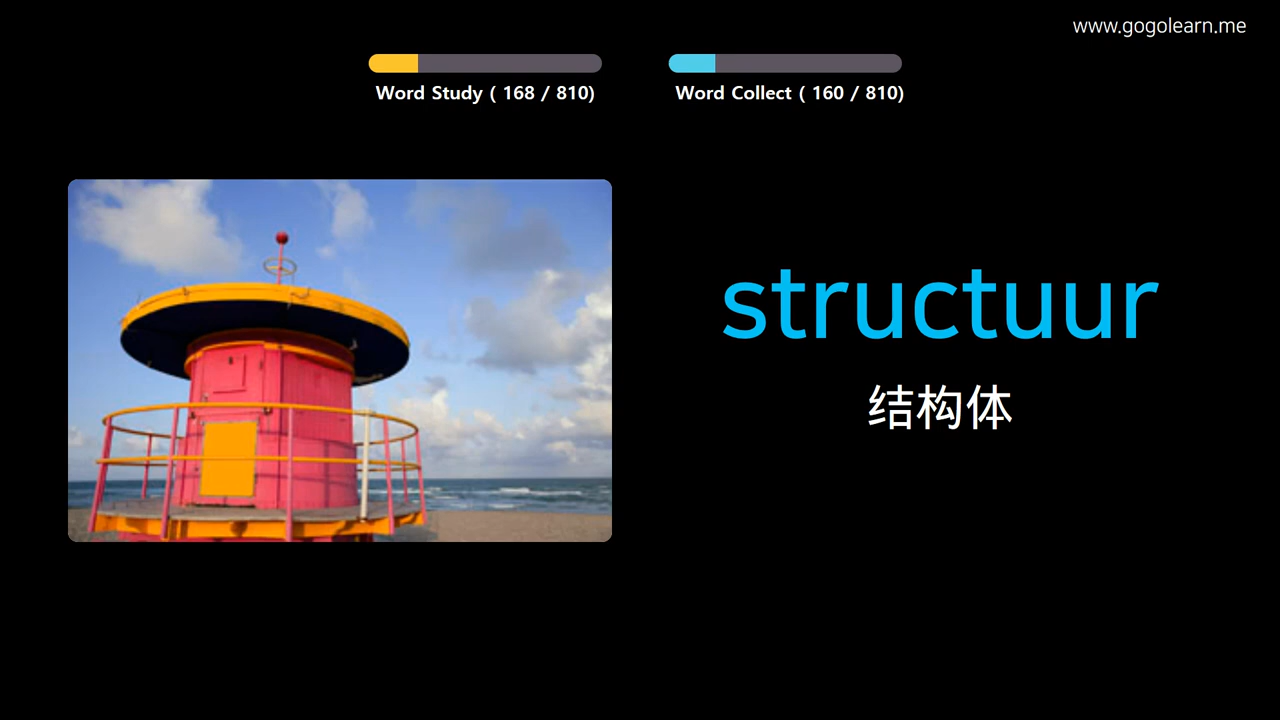 www.gogolearn.me
Word Study ( 168 / 810)
Word Collect ( 160 / 810)
structuur
结构体